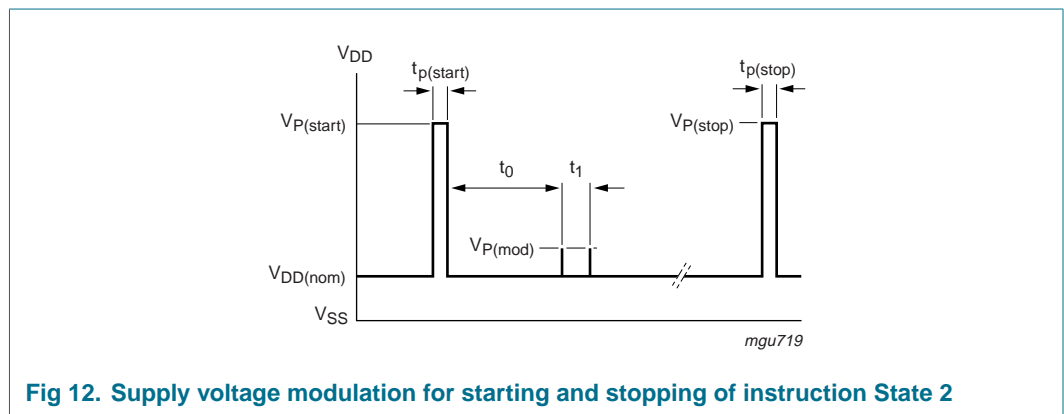 VDD
tp(start)
tp(stop)
VP(start)
VP(stop)
t0
t1
VP(mod)
VDD(nom)
VSS
mgu719
Fig 12. Supply voltage modulation for starting and stopping of instruction State 2